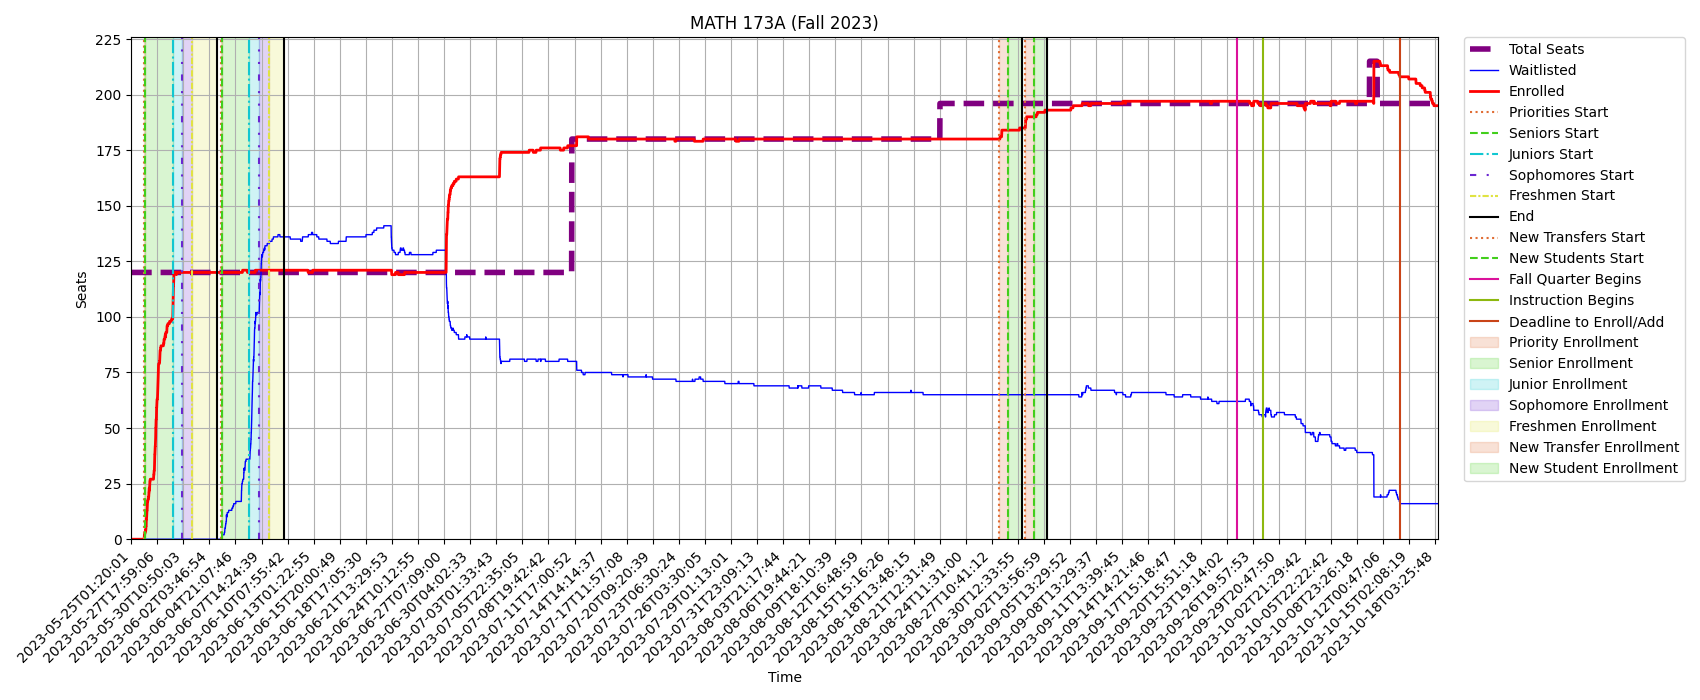 MATH 173A (Fall 2023)
Seats
225
200
175
150
125
100
75
50
25
0
2023-05-25T01:20:01
2023-05-27T17:59:06
2023-05-30T10:50:03
2023-06-02T03:46:54
2023-06-04T21:07:46
2023-06-07T14:24:39
2023-06-10T07:55:42
2023-06-13T01:22:55
2023-06-15T20:00:49
2023-06-18T17:05:30
2023-06-21T13:29:53
2023-06-24T10:12:55
2023-06-27T07:09:00
2023-06-30T04:02:33
2023-07-03T01:33:43
2023-07-05T22:35:05
2023-07-08T19:42:42
2023-07-11T17:00:52
2023-07-14T14:14:37
2023-07-17T11:57:08
2023-07-20T09:20:39
2023-07-23T06:30:24
2023-07-26T03:30:05
2023-07-29T01:13:01
2023-07-31T23:09:13
2023-08-03T21:17:44
2023-08-06T19:44:21
2023-08-09T18:10:39
2023-08-12T16:48:59
2023-08-15T15:16:26
2023-08-18T13:48:15
2023-08-21T12:31:49
2023-08-24T11:31:00
2023-08-27T10:41:12
2023-08-30T12:33:55
2023-09-02T13:56:59
2023-09-05T13:29:52
2023-09-08T13:29:37
2023-09-11T13:39:45
2023-09-14T14:21:46
2023-09-17T15:18:47
2023-09-20T15:51:18
2023-09-23T19:14:02
2023-09-26T19:57:53
2023-09-29T20:47:50
2023-10-02T21:29:42
2023-10-05T22:22:42
2023-10-08T23:26:18
2023-10-12T00:47:06
2023-10-15T02:08:19
2023-10-18T03:25:48
Time
Total Seats
Waitlisted
Enrolled
Priorities Start
Seniors Start
Juniors Start
Sophomores Start
Freshmen Start
End
New Transfers Start
New Students Start
Fall Quarter Begins
Instruction Begins
Deadline to Enroll/Add
Priority Enrollment
Senior Enrollment
Junior Enrollment
Sophomore Enrollment
Freshmen Enrollment
New Transfer Enrollment
New Student Enrollment